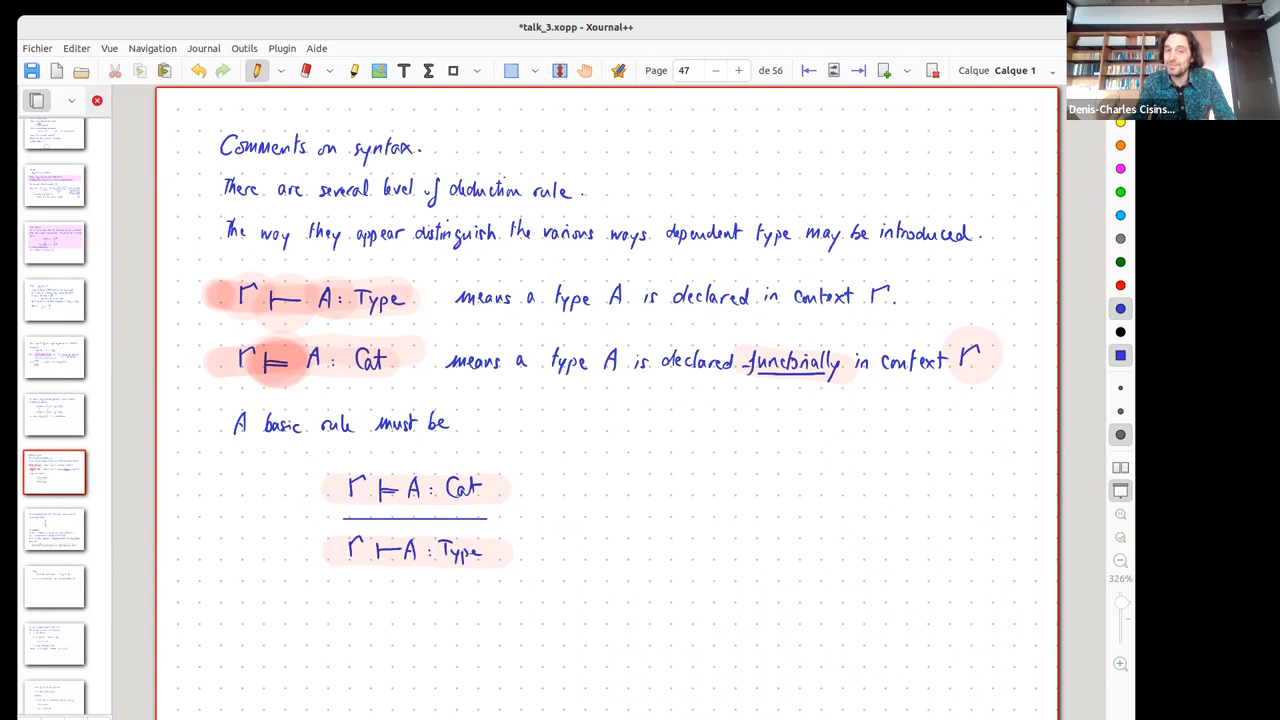 *talk_3.xopp - Xournal++
Fichier Editer Vue Navigation Journal Outils Plugin Aide
Page 47 de 56 Calque Calque 1
Denis-Charles Cisins...
Comments on syntax.
There are several level of deduction rule.
The way they appear distinguish the various ways dependent type may be introduced.
Γ ⊢ A : Type means a type A is declared in context Γ.
Γ ⊨ A : Cat means a type A is declared functorially in context Γ
A basic rule must be
Γ ⊨ A : Cat
Γ ⊢ A : Type
326%